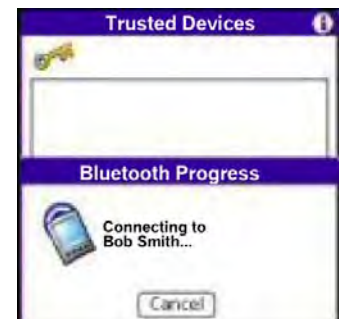 Trusted Devices
Bluetooth Progress
Connecting to
Bob Smith...
Cancel